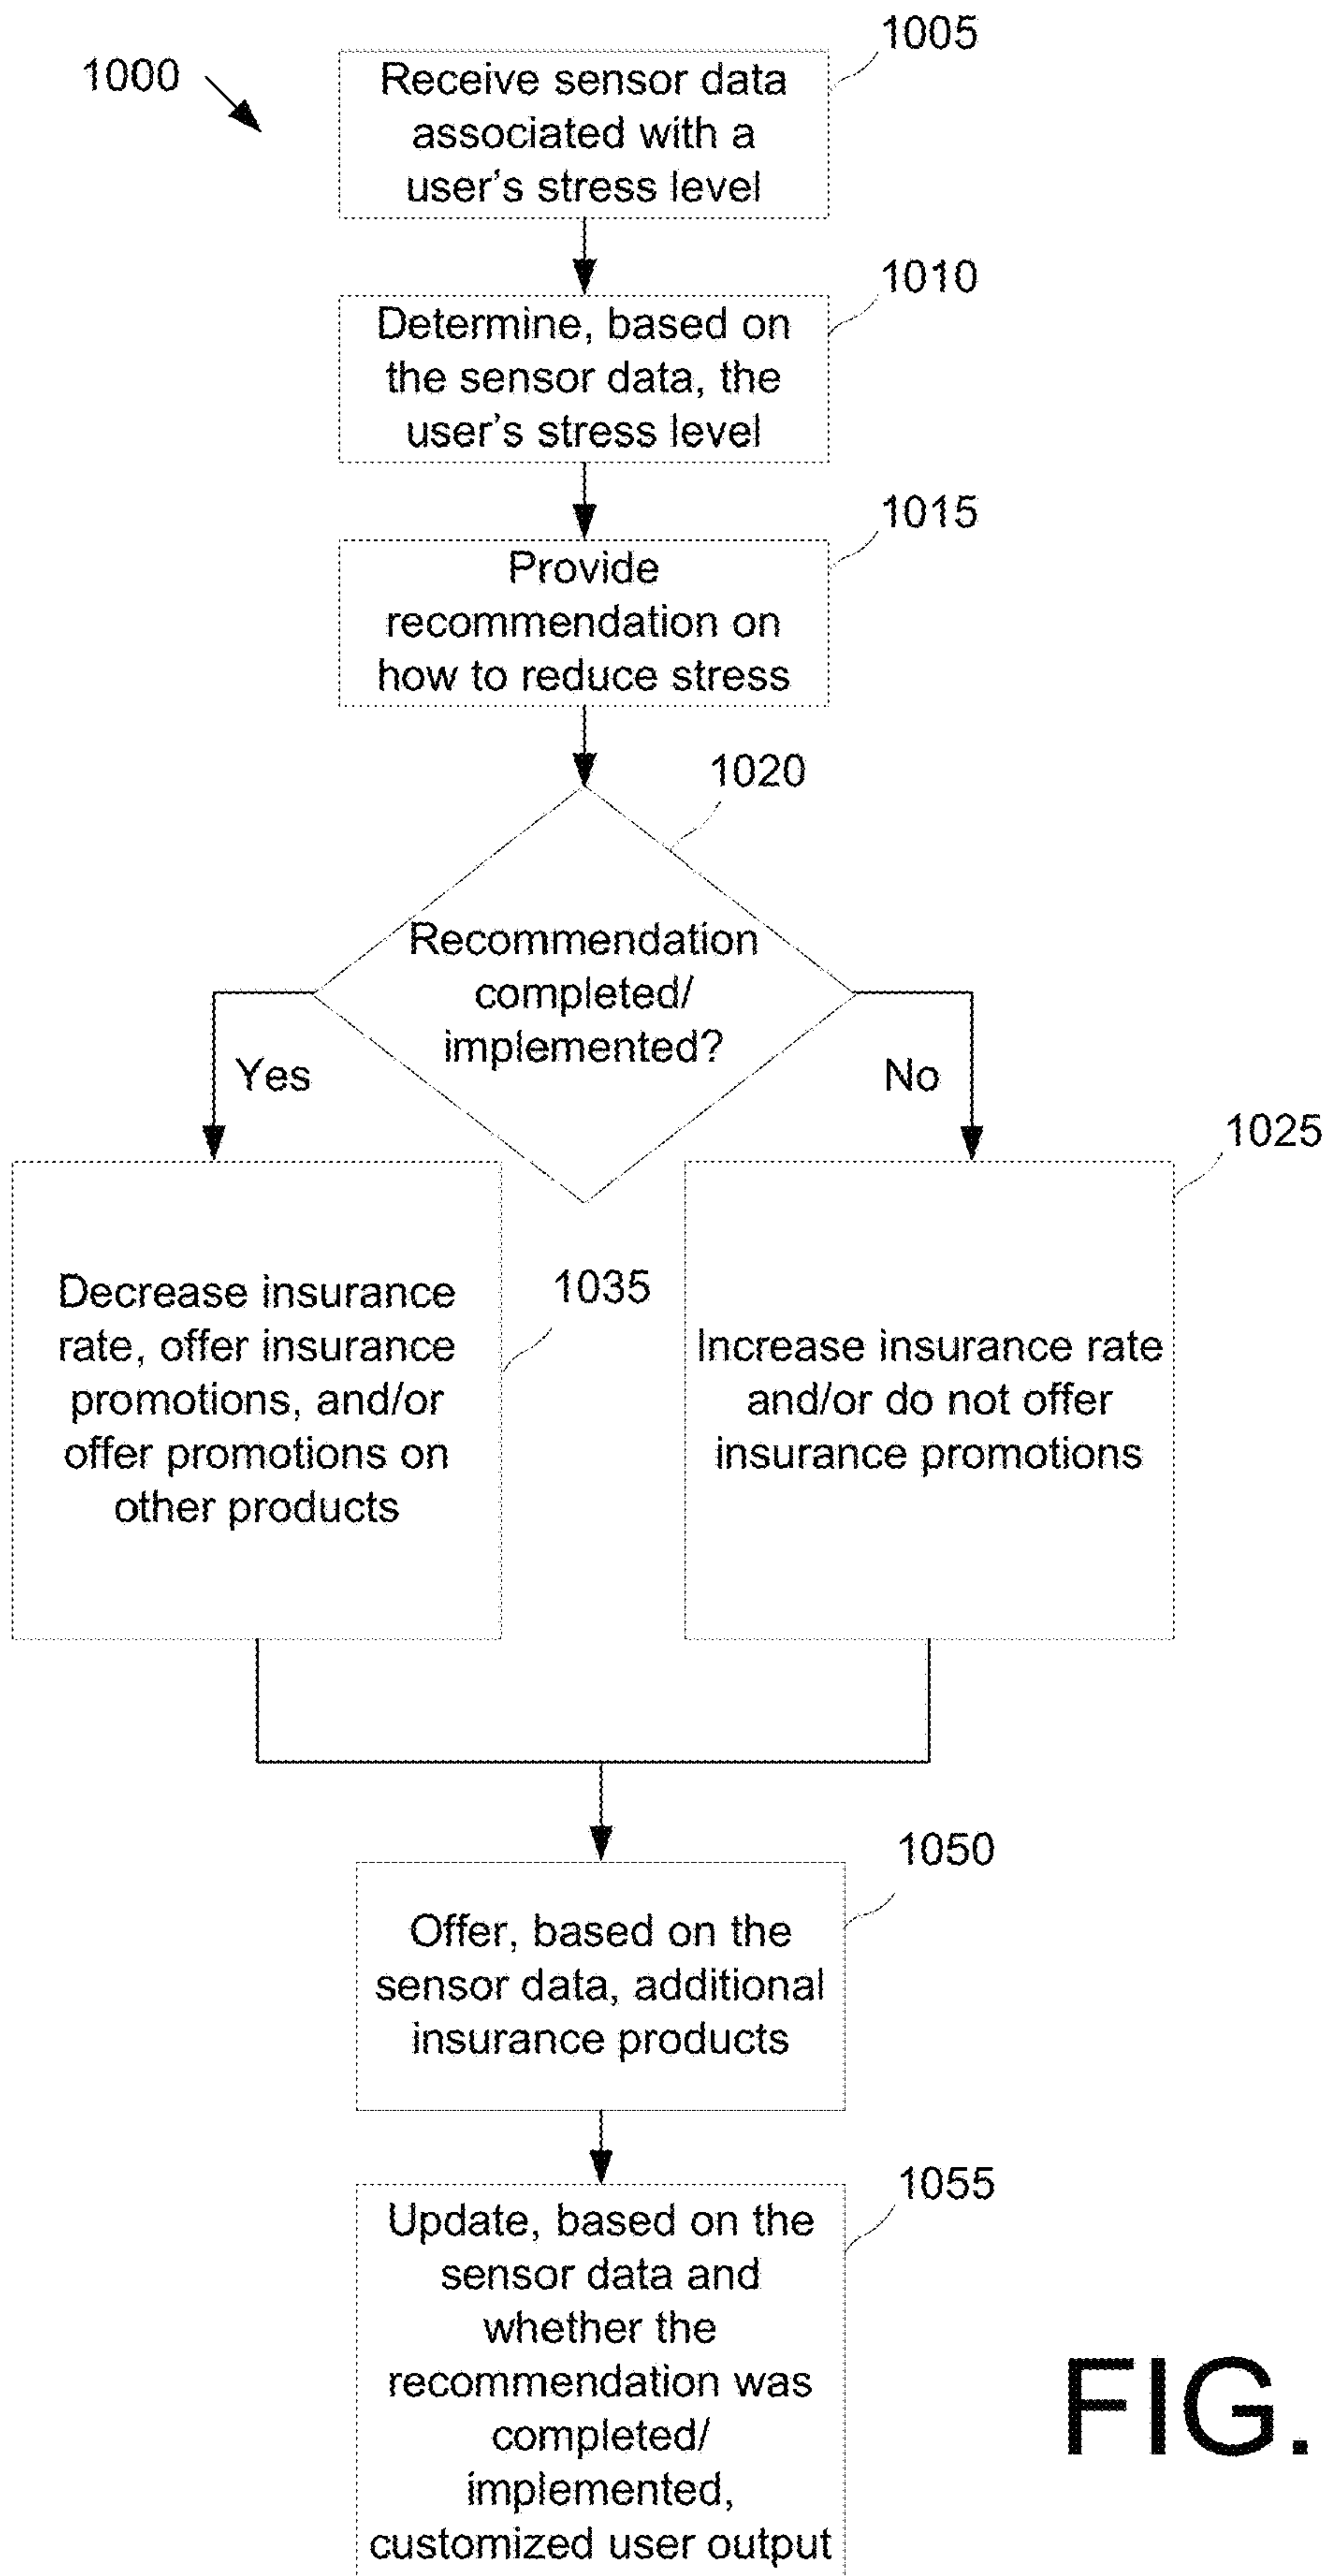 1000
1005
Receive sensor data
associated with a
user's stress level
1010
Determine, based on
the sensor data, the
user's stress level
1015
Provide
recommendation on
how to reduce stress
1020
Recommendation
completed/
implemented?
Yes
No
1025
1035
Decrease insurance
rate, offer insurance
promotions, and/or
offer promotions on
other products
Increase insurance rate
and/or do not offer
insurance promotions
1050
Offer, based on the
sensor data, additional
insurance products
1055
Update, based on the
sensor data and
whether the
recommendation was
completed/
implemented,
customized user output
FIG.